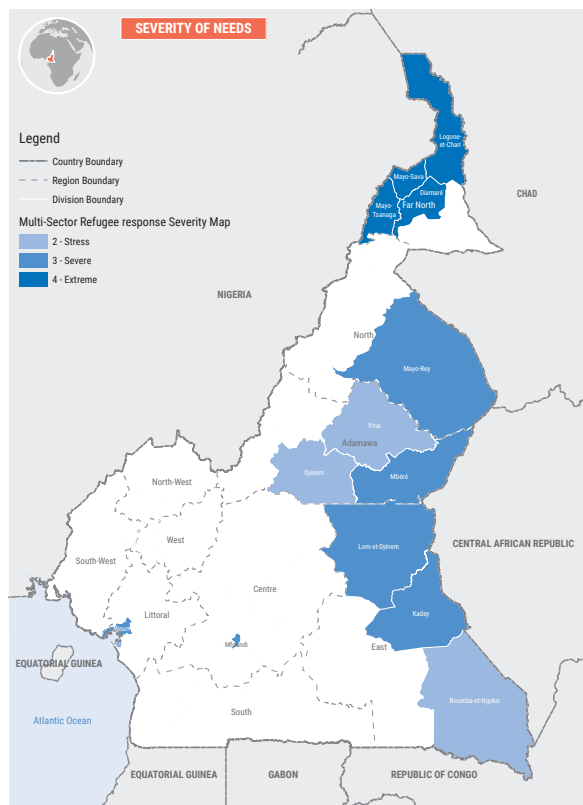 SEVERITY OF NEEDS
Legend
Country Boundary
Region Boundary
Division Boundary
Multi-Sector Refugee response Severity Map
2 - Stress
3 - Severe
4 - Extreme
Logone-
et-Chari
Mayo-Sava
Diamaré
Mayo-
Tsanaga
Far North
CHAD
NIGERIA
North
Mayo-Rey
Vina
Adamawa
Djérem
Mbéré
North-West
West
South-West
CENTRAL AFRICAN REPUBLIC
Lom-et-Djérem
Centre
Littoral
Kadey
East
EQUATORIAL GUINEA
Boumba-et-Ngoko
South
Atlantic Ocean
EQUATORIAL GUINEA
GABON
REPUBLIC OF CONGO